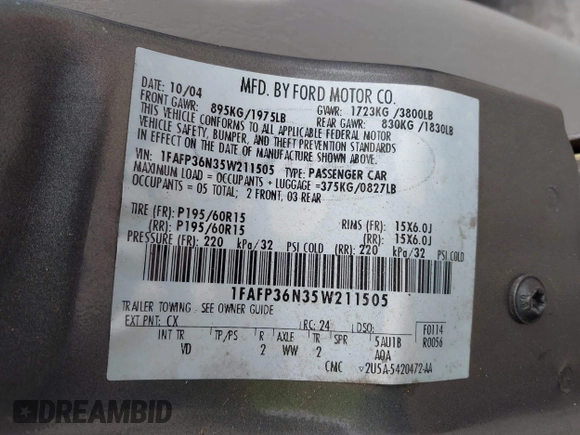 MFD. BY FORD MOTOR CO.
DATE: 10/04 GVWR: 1723KG /3800LB
FRONT GAWR: 895KG/1975LB REAR GAWR: 830KG /1830LB
THIS VEHICLE CONFORMS TO ALL APPLICABLE FEDERAL MOTOR
VEHICLE SAFETY, BUMPER, AND THEFT PREVENTION STANDARDS
IN EFFECT ON THE DATE OF MANUFACTURE SHOWN ABOVE.
VIN: 1FAFP36N35W211505 TYPE: PASSENGER CAR
MAXIMUM LOAD = OCCUPANTS + LUGGAGE =375KG/0827LB
OCCUPANTS = 05 TOTAL; 2 FRONT, 03 REAR
TIRE (FR): P195/60R15 RIMS (FR): 15X6.0J
(RR): P195/60R15 (RR): 15X6.0J
PRESSURE (FR): 220 kPa/32 PSI COLD (RR): 220 kPa/32 PSI COLD
1FAFP36N35W211505
TRAILER TOWING - SEE OWNER GUIDE
EXT PNT: CX RC: 24 DSO: F0114
R0056
INT TR TP/PS R AXLE TR SPR 5AU1B
VD 2 WW 2 AQA
CMC 2U5A-5420472-AA
DREAMBID